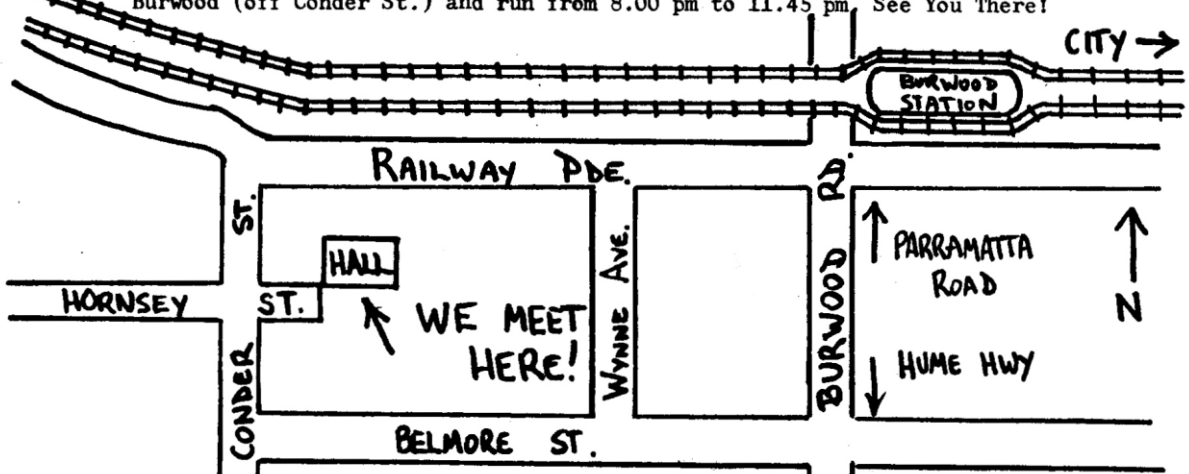 Burwood (off Conder St.) and run from 8.00 pm to 11.45 pm. See You There!
CITY →
BURWOOD
STATION
RAILWAY PDE.
BURWOOD RD.
CONDER ST.
HALL
HORNSEY ST.
WE MEET
HERE!
WYNNE AVE.
PARRAMATTA
ROAD
N
HUME HWY
BELMORE ST.